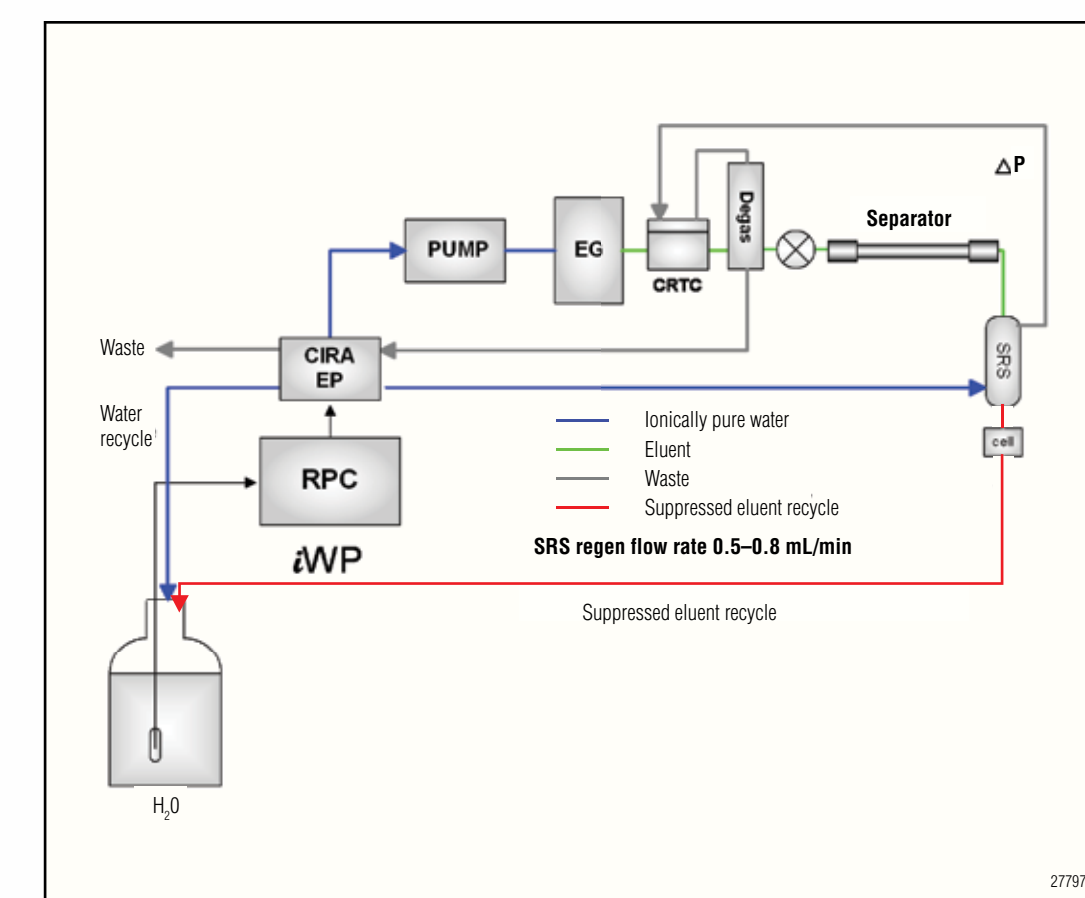 △P
Separator
Degas
PUMP
EG
CRTC
Waste
CIRA
EP
SRS
Water
recycle
Ionically pure water
cell
Eluent
RPC
Waste
Suppressed eluent recycle
SRS regen flow rate 0.5–0.8 mL/min
iWP
Suppressed eluent recycle
H₂0
27797